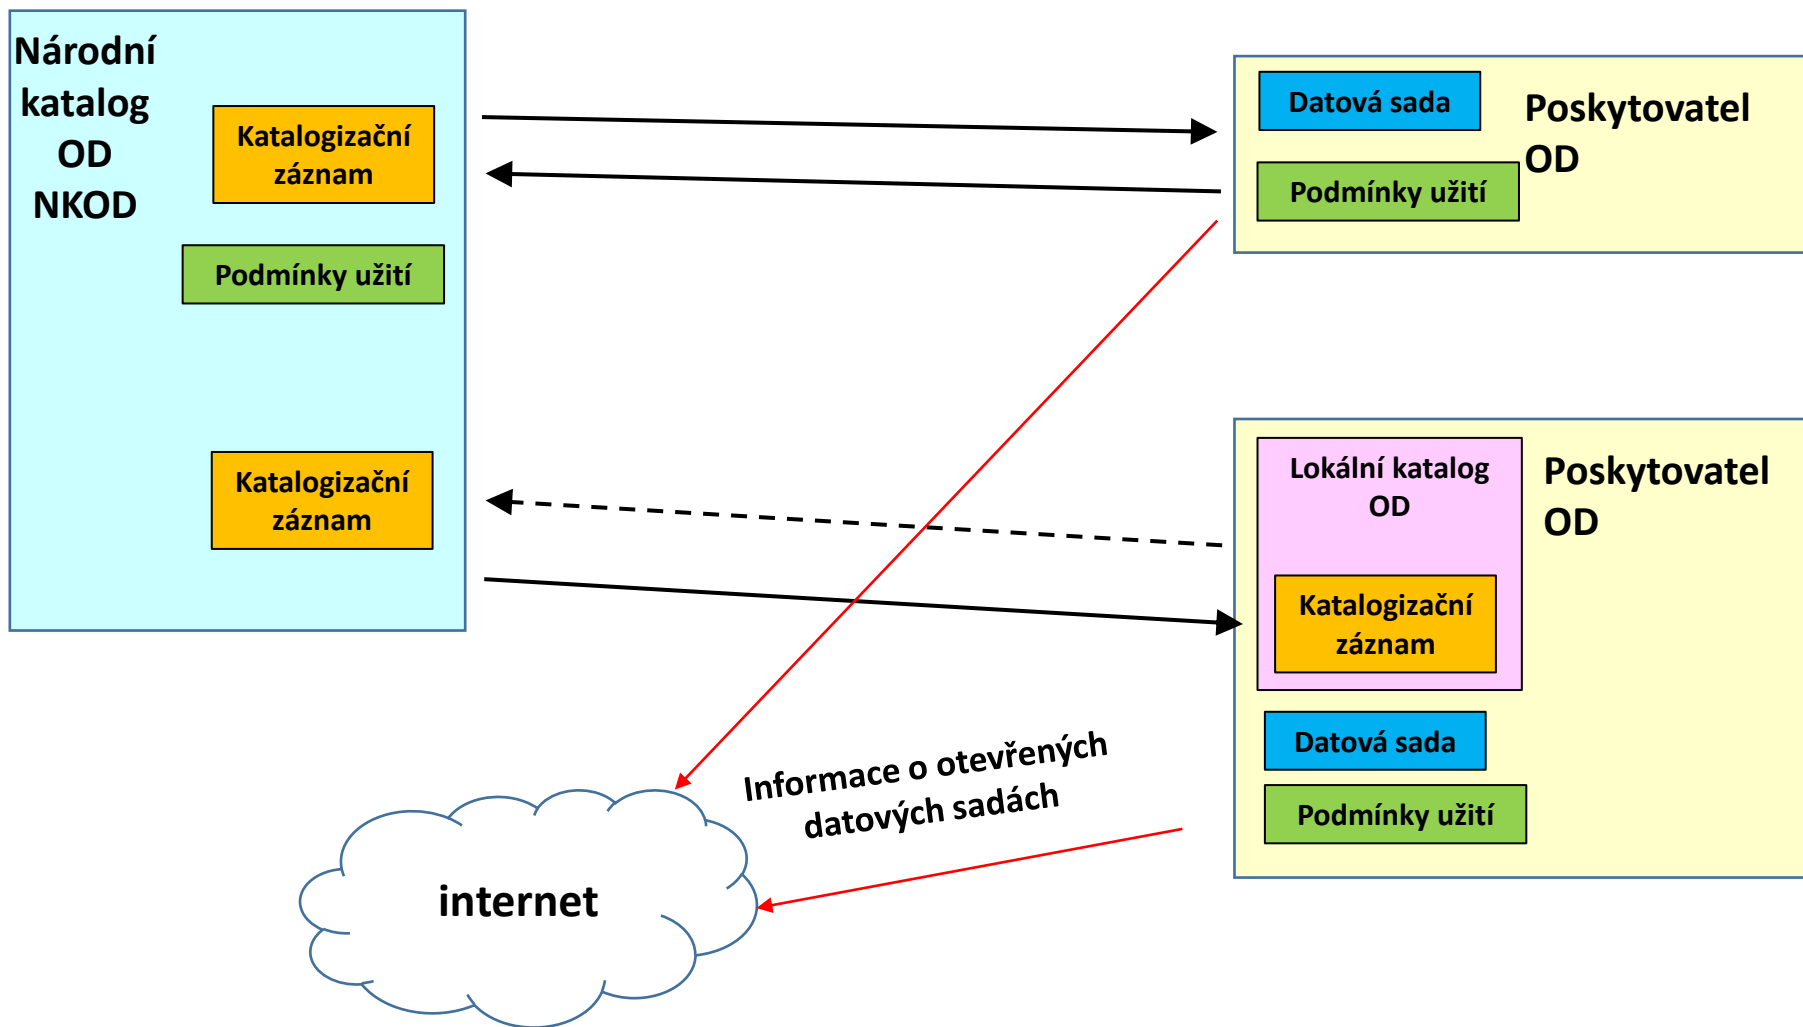 Národní
katalog
OD
NKOD
Katalogizační
záznam
Podmínky užití
Katalogizační
záznam
Datová sada
Poskytovatel
OD
Podmínky užití
Lokální katalog
OD
Poskytovatel
OD
Katalogizační
záznam
Datová sada
Podmínky užití
Informace o otevřených
datových sadách
internet